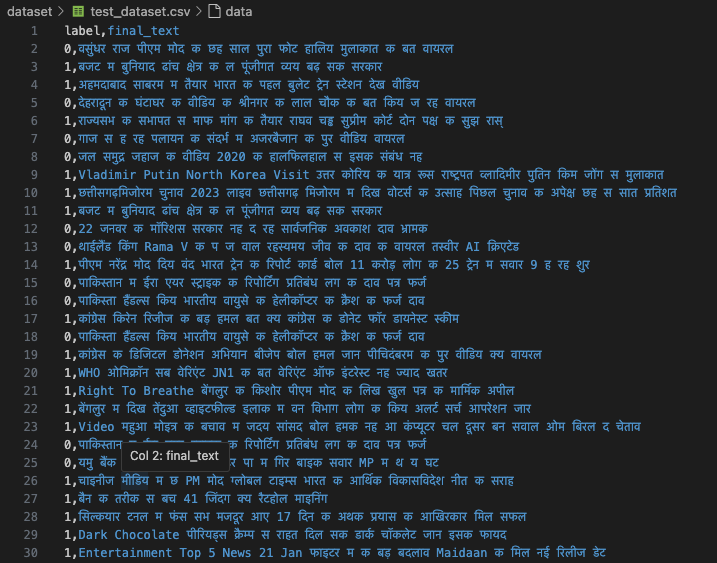 dataset > test_dataset.csv > data
1 label,final_text
2 0,वसुंधर राज पीएम मोद क छह साल पुरा फोट हालिय मुलाकात क बत वायरल
3 1,बजट म बुनियाद ढांच क्षेत्र क ल पूंजीगत व्यय बढ़ सक सरकार
4 1,अहमदाबाद साबरम म तैयार भारत क पहल बुलेट ट्रेन स्टेशन देख वीडिय
5 0,देहरादून क घंटाघर क वीडिय क श्रीनगर क लाल चौक क बत किय ज रह वायरल
6 1,राज्यसभ क सभापत स माफ मांग क तैयार राघव चड्ढ सुप्रीम कोर्ट दोन पक्ष क सुझ रास्
7 0,गाज स ह रह पलायन क संदर्भ म अजरबैजान क पुर वीडिय वायरल
8 0,जल समुद्र जहाज क वीडिय 2020 क हालफिलहाल स इसक संबंध नह
9 1,Vladimir Putin North Korea Visit उत्तर कोरिय क यात्र रूस राष्ट्रपत व्लादिमीर पुतिन किम जोंग स मुलाकात
10 1,छत्तीसगढ़मिजोरम चुनाव 2023 लाइव छत्तीसगढ़ मिजोरम म दिख वोटर्स क उत्साह पिछल चुनाव क अपेक्ष छह स सात प्रतिशत
11 1,बजट म बुनियाद ढांच क्षेत्र क ल पूंजीगत व्यय बढ़ सक सरकार
12 0,22 जनवर क मॉरिशस सरकार नह द रह सार्वजनिक अवकाश दाव भ्रामक
13 0,थाईलैंड किंग Rama V क प ज वाल रहस्यमय जीव क दाव क वायरल तस्वीर AI क्रिएटेड
14 1,पीएम नरेंद्र मोद दिय वंद भारत ट्रेन क रिपोर्ट कार्ड बोल 11 करोड़ लोग क 25 ट्रेन म सवार 9 ह रह शुर
15 0,पाकिस्तान म ईरा एयर स्ट्राइक क रिपोर्टिंग प्रतिबंध लग क दाव पत्र फर्ज
16 0,पाकिस्ता हैंडल्स किय भारतीय वायुसे क हेलीकॉप्टर क क्रैश क फर्ज दाव
17 1,कांग्रेस किरेन रिजीज क बड़ हमल बत क्य कांग्रेस क डोनेट फॉर डायनेस्ट स्कीम
18 0,पाकिस्ता हैंडल्स किय भारतीय वायुसे क हेलीकॉप्टर क क्रैश क फर्ज दाव
19 1,कांग्रेस क डिजिटल डोनेशन अभियान बीजेप बोल हमल जान पीचिदंबरम क पुर वीडिय क्य वायरल
20 1,WHO ओमिक्रॉन सब वेरिएंट JN1 क बत वेरिएंट ऑफ इंटरेस्ट नह ज्याद खतर
21 1,Right To Breathe बेंगलुर क किशोर पीएम मोद क लिख खुल पत्र क मार्मिक अपील
22 1,बेंगलुर म दिख तेंदुआ व्हाइटफील्ड इलाक म वन विभाग लोग क किय अलर्ट सर्च आपरेशन जार
23 1,Video महुआ मोइत्र क बचाव म जदय सांसद बोल हमक नह आ कंप्यूटर चल दूसर बन सवाल ओम बिरल द चेताव
24 0,पाकिस्तान क रिपोर्टिंग प्रतिबंध लग क दाव पत्र फर्ज
25 0,यमु बैंक Col 2: final_text पा म गिर बाइक सवार MP म थ य घट
26 1,चाइनीज मीडिय म छ PM मोद ग्लोबल टाइम्स भारत क आर्थिक विकासविदेश नीत क सराह
27 1,बैन क तरीक स बच 41 जिंदग क्य रैटहोल माइनिंग
28 1,सिल्कयार टनल म फंस सभ मजदूर आए 17 दिन क अथक प्रयास क आखिरकार मिल सफल
29 1,Dark Chocolate पीरियड्स क्रैम्प स राहत दिल सक डार्क चॉकलेट जान इसक फायद
30 1,Entertainment Top 5 News 21 Jan फाइटर म क बड़ बदलाव Maidaan क मिल नई रिलीज डेट